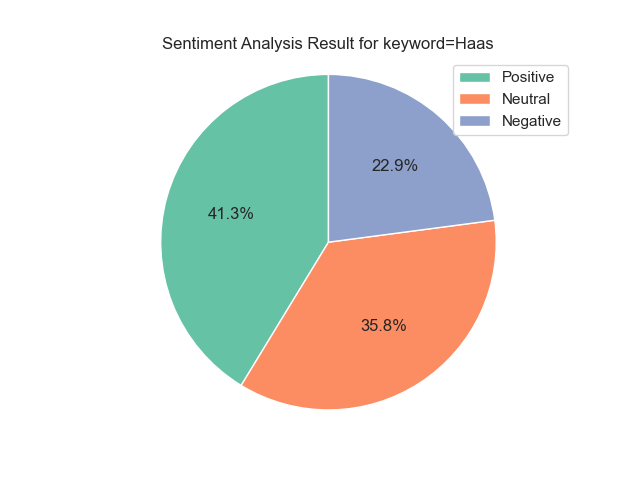 Sentiment Analysis Result for keyword=Haas
Positive
Neutral
Negative
22.9%
41.3%
35.8%